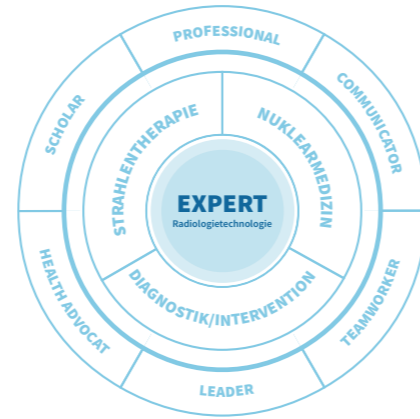 PROFESSIONAL
COMMUNICATOR
TEAMWORKER
LEADER
HEALTH ADVOCAT
SCHOLAR
STRAHLENTHERAPIE
NUKLEARMEDIZIN
DIAGNOSTIK/INTERVENTION
EXPERT
Radiologietechnologie